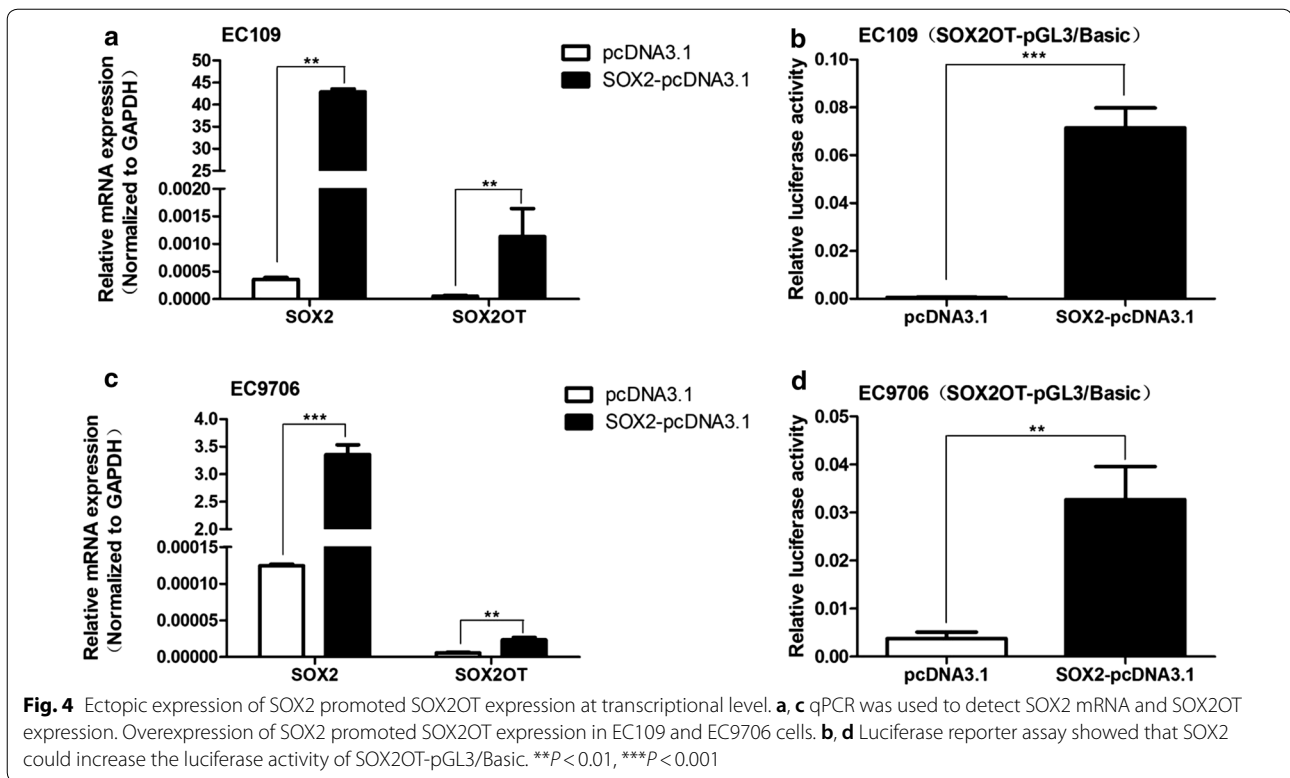 a
EC109
pcDNA3.1
SOX2-pcDNA3.1
Relative mRNA expression
（Normalized to GAPDH）
50
45
40
35
30
25
0.0020
0.0015
0.0010
0.0005
0.0000
**
**
SOX2
SOX2OT
b
EC109（SOX2OT-pGL3/Basic）
Relative luciferase activity
0.10
0.08
0.06
0.04
0.02
0.00
***
pcDNA3.1
SOX2-pcDNA3.1
c
EC9706
pcDNA3.1
SOX2-pcDNA3.1
Relative mRNA expression
（Normalized to GAPDH）
4.0
3.5
3.0
2.5
2.0
0.00015
0.00010
0.00005
0.00000
***
**
SOX2
SOX2OT
d
EC9706（SOX2OT-pGL3/Basic）
Relative luciferase activity
0.05
0.04
0.03
0.02
0.01
0.00
**
pcDNA3.1
SOX2-pcDNA3.1
Fig. 4 Ectopic expression of SOX2 promoted SOX2OT expression at transcriptional level. a, c qPCR was used to detect SOX2 mRNA and SOX2OT
expression. Overexpression of SOX2 promoted SOX2OT expression in EC109 and EC9706 cells. b, d Luciferase reporter assay showed that SOX2
could increase the luciferase activity of SOX2OT-pGL3/Basic. **P < 0.01, ***P < 0.001